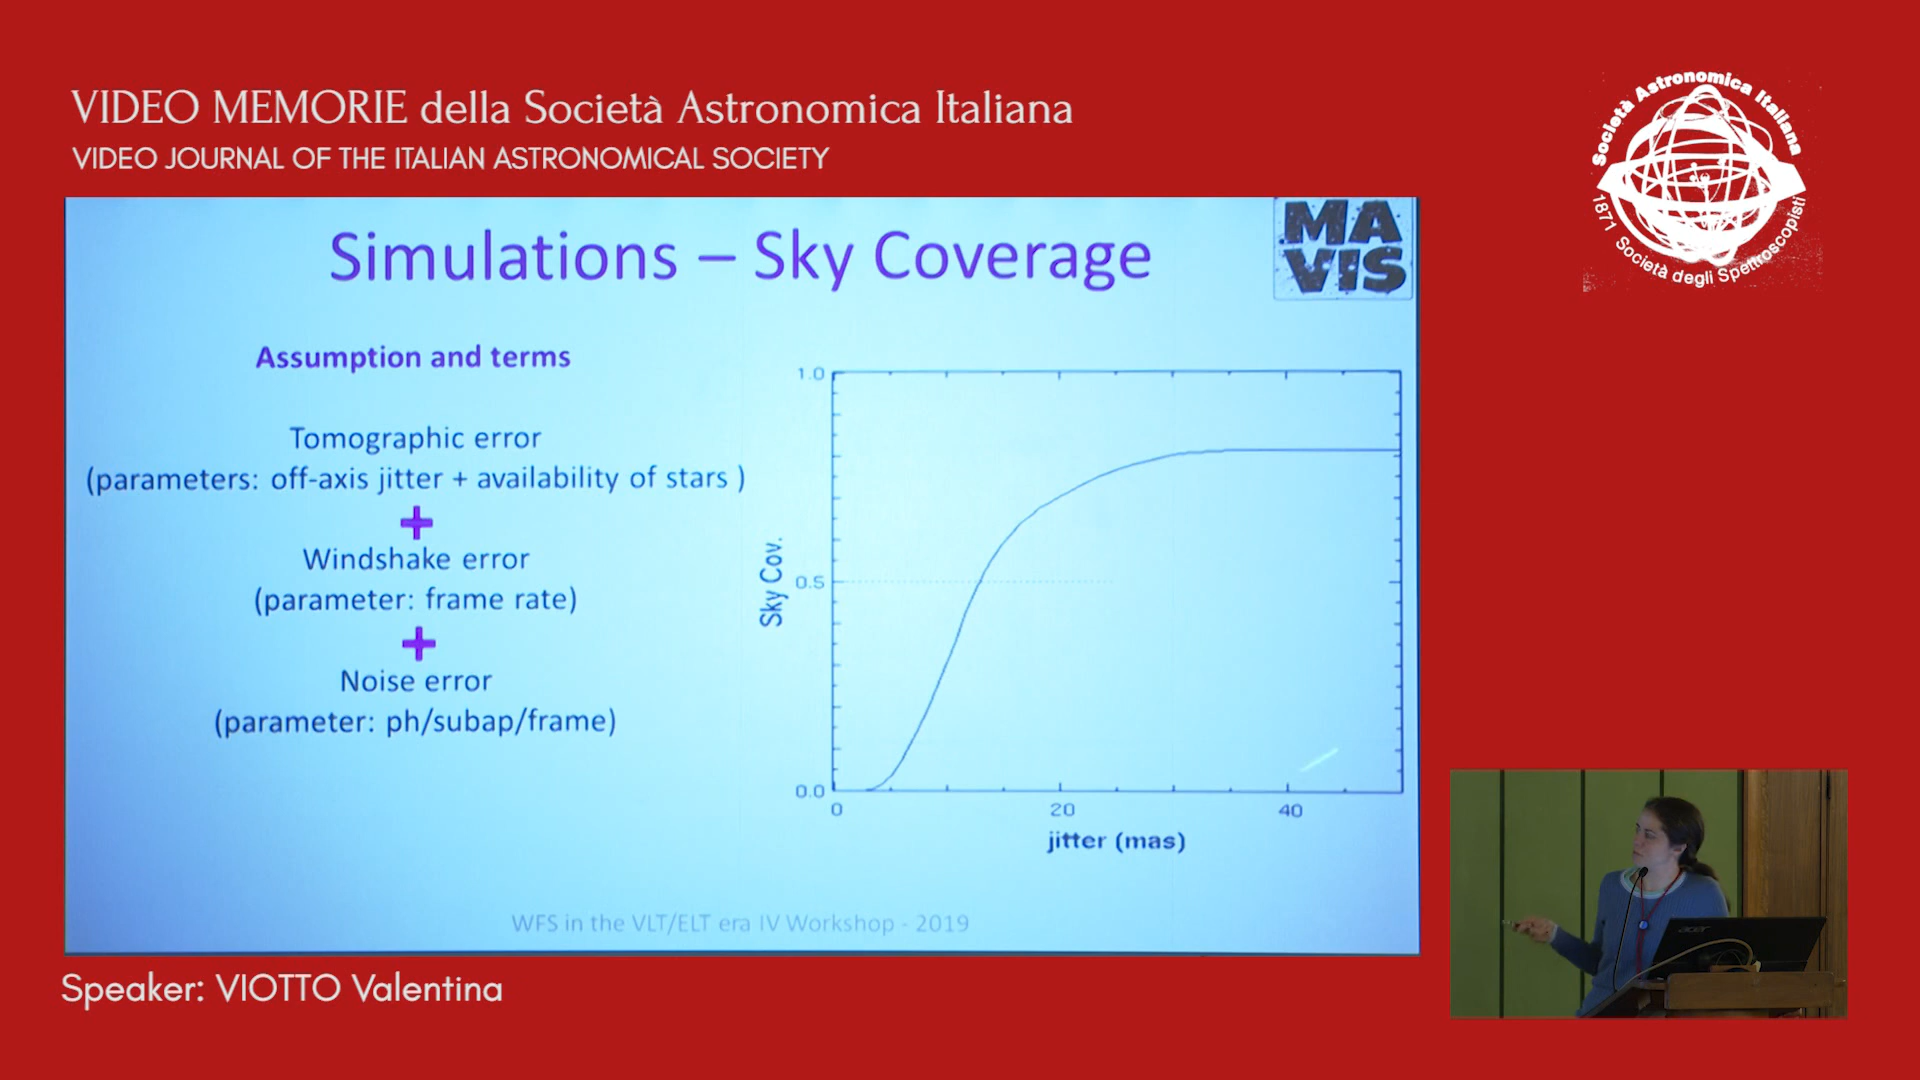 VIDEO MEMORIE della Società Astronomica Italiana
VIDEO JOURNAL OF THE ITALIAN ASTRONOMICAL SOCIETY
Società Astronomica Italiana
1871 Società degli Spettroscopisti
Simulations – Sky Coverage
MA
VIS
Assumption and terms
Tomographic error
(parameters: off-axis jitter + availability of stars )
+
Windshake error
(parameter: frame rate)
+
Noise error
(parameter: ph/subap/frame)
1.0
Sky Cov.
0.5
0.0
0
20
40
jitter (mas)
WFS in the VLT/ELT era IV Workshop - 2019
acer
Speaker: VIOTTO Valentina